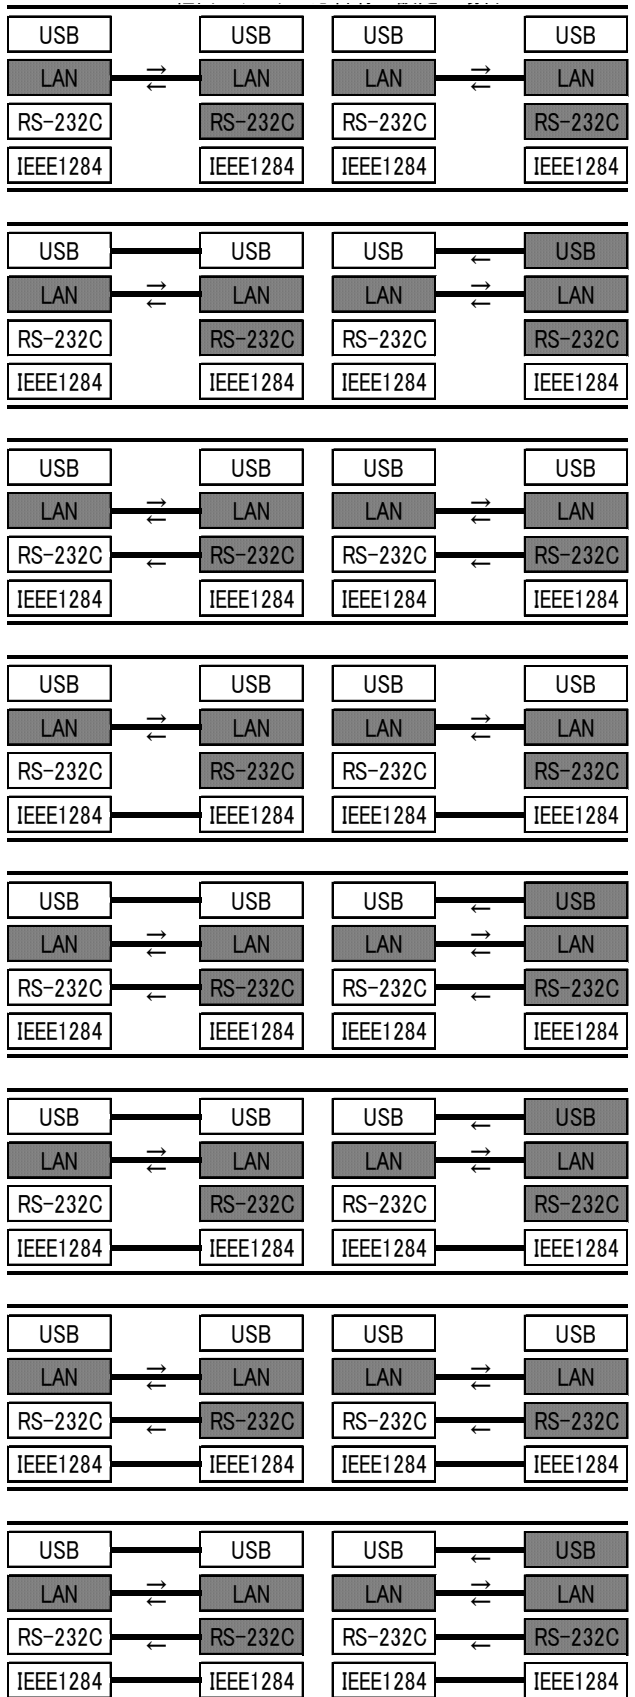 USB USB USB USB
LAN → ← LAN LAN → ← LAN
RS-232C RS-232C RS-232C RS-232C
IEEE1284 IEEE1284 IEEE1284 IEEE1284
USB USB USB ← USB
LAN → ← LAN LAN → ← LAN
RS-232C RS-232C RS-232C RS-232C
IEEE1284 IEEE1284 IEEE1284 IEEE1284
USB USB USB USB
LAN → ← LAN LAN → ← LAN
RS-232C ← RS-232C RS-232C ← RS-232C
IEEE1284 IEEE1284 IEEE1284 IEEE1284
USB USB USB USB
LAN → ← LAN LAN → ← LAN
RS-232C RS-232C RS-232C RS-232C
IEEE1284 IEEE1284 IEEE1284 IEEE1284
USB USB USB ← USB
LAN → ← LAN LAN → ← LAN
RS-232C ← RS-232C RS-232C ← RS-232C
IEEE1284 IEEE1284 IEEE1284 IEEE1284
USB USB USB ← USB
LAN → ← LAN LAN → ← LAN
RS-232C RS-232C RS-232C RS-232C
IEEE1284 IEEE1284 IEEE1284 IEEE1284
USB USB USB USB
LAN → ← LAN LAN → ← LAN
RS-232C ← RS-232C RS-232C ← RS-232C
IEEE1284 IEEE1284 IEEE1284 IEEE1284
USB USB USB ← USB
LAN → ← LAN LAN → ← LAN
RS-232C ← RS-232C RS-232C ← RS-232C
IEEE1284 IEEE1284 IEEE1284 IEEE1284